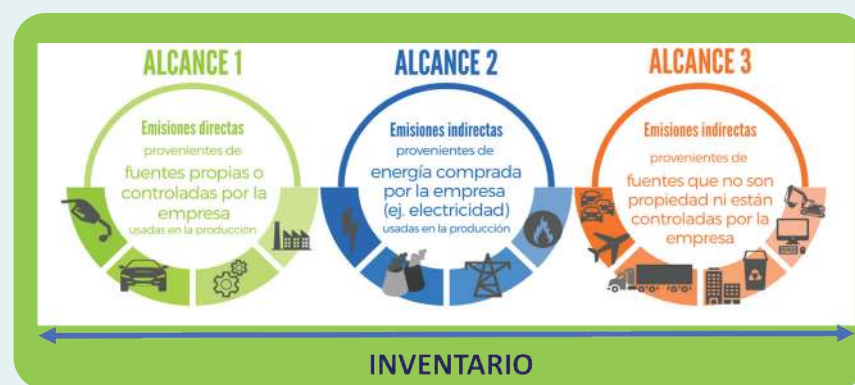 ALCANCE 1
Emisiones directas
provenientes de
fuentes propias o
controladas por la
empresa
usadas en la producción
ALCANCE 2
Emisiones indirectas
provenientes de
energía comprada
por la empresa
(ej. electricidad)
usadas en la producción
ALCANCE 3
Emisiones indirectas
provenientes de
fuentes que no son
propiedad ni están
controladas por la
empresa
INVENTARIO